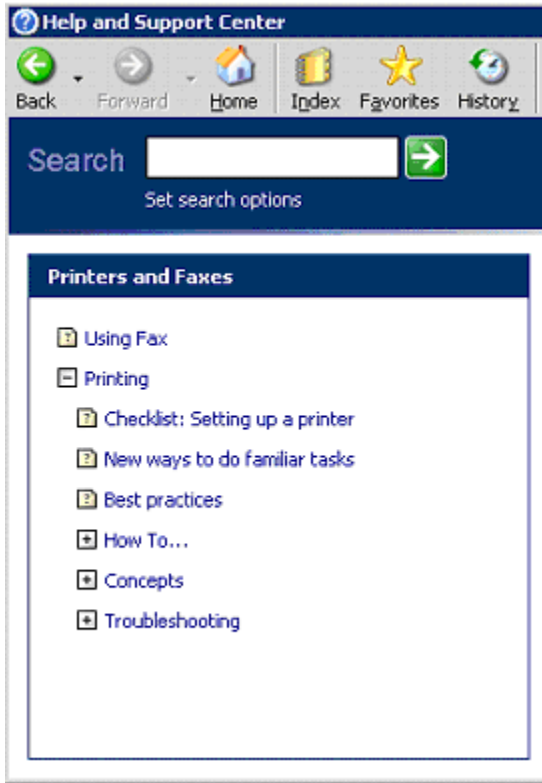 Help and Support Center
Back Forward Home Index Favorites History
Search
Set search options
Printers and Faxes
Using Fax
Printing
Checklist: Setting up a printer
New ways to do familiar tasks
Best practices
How To...
Concepts
Troubleshooting